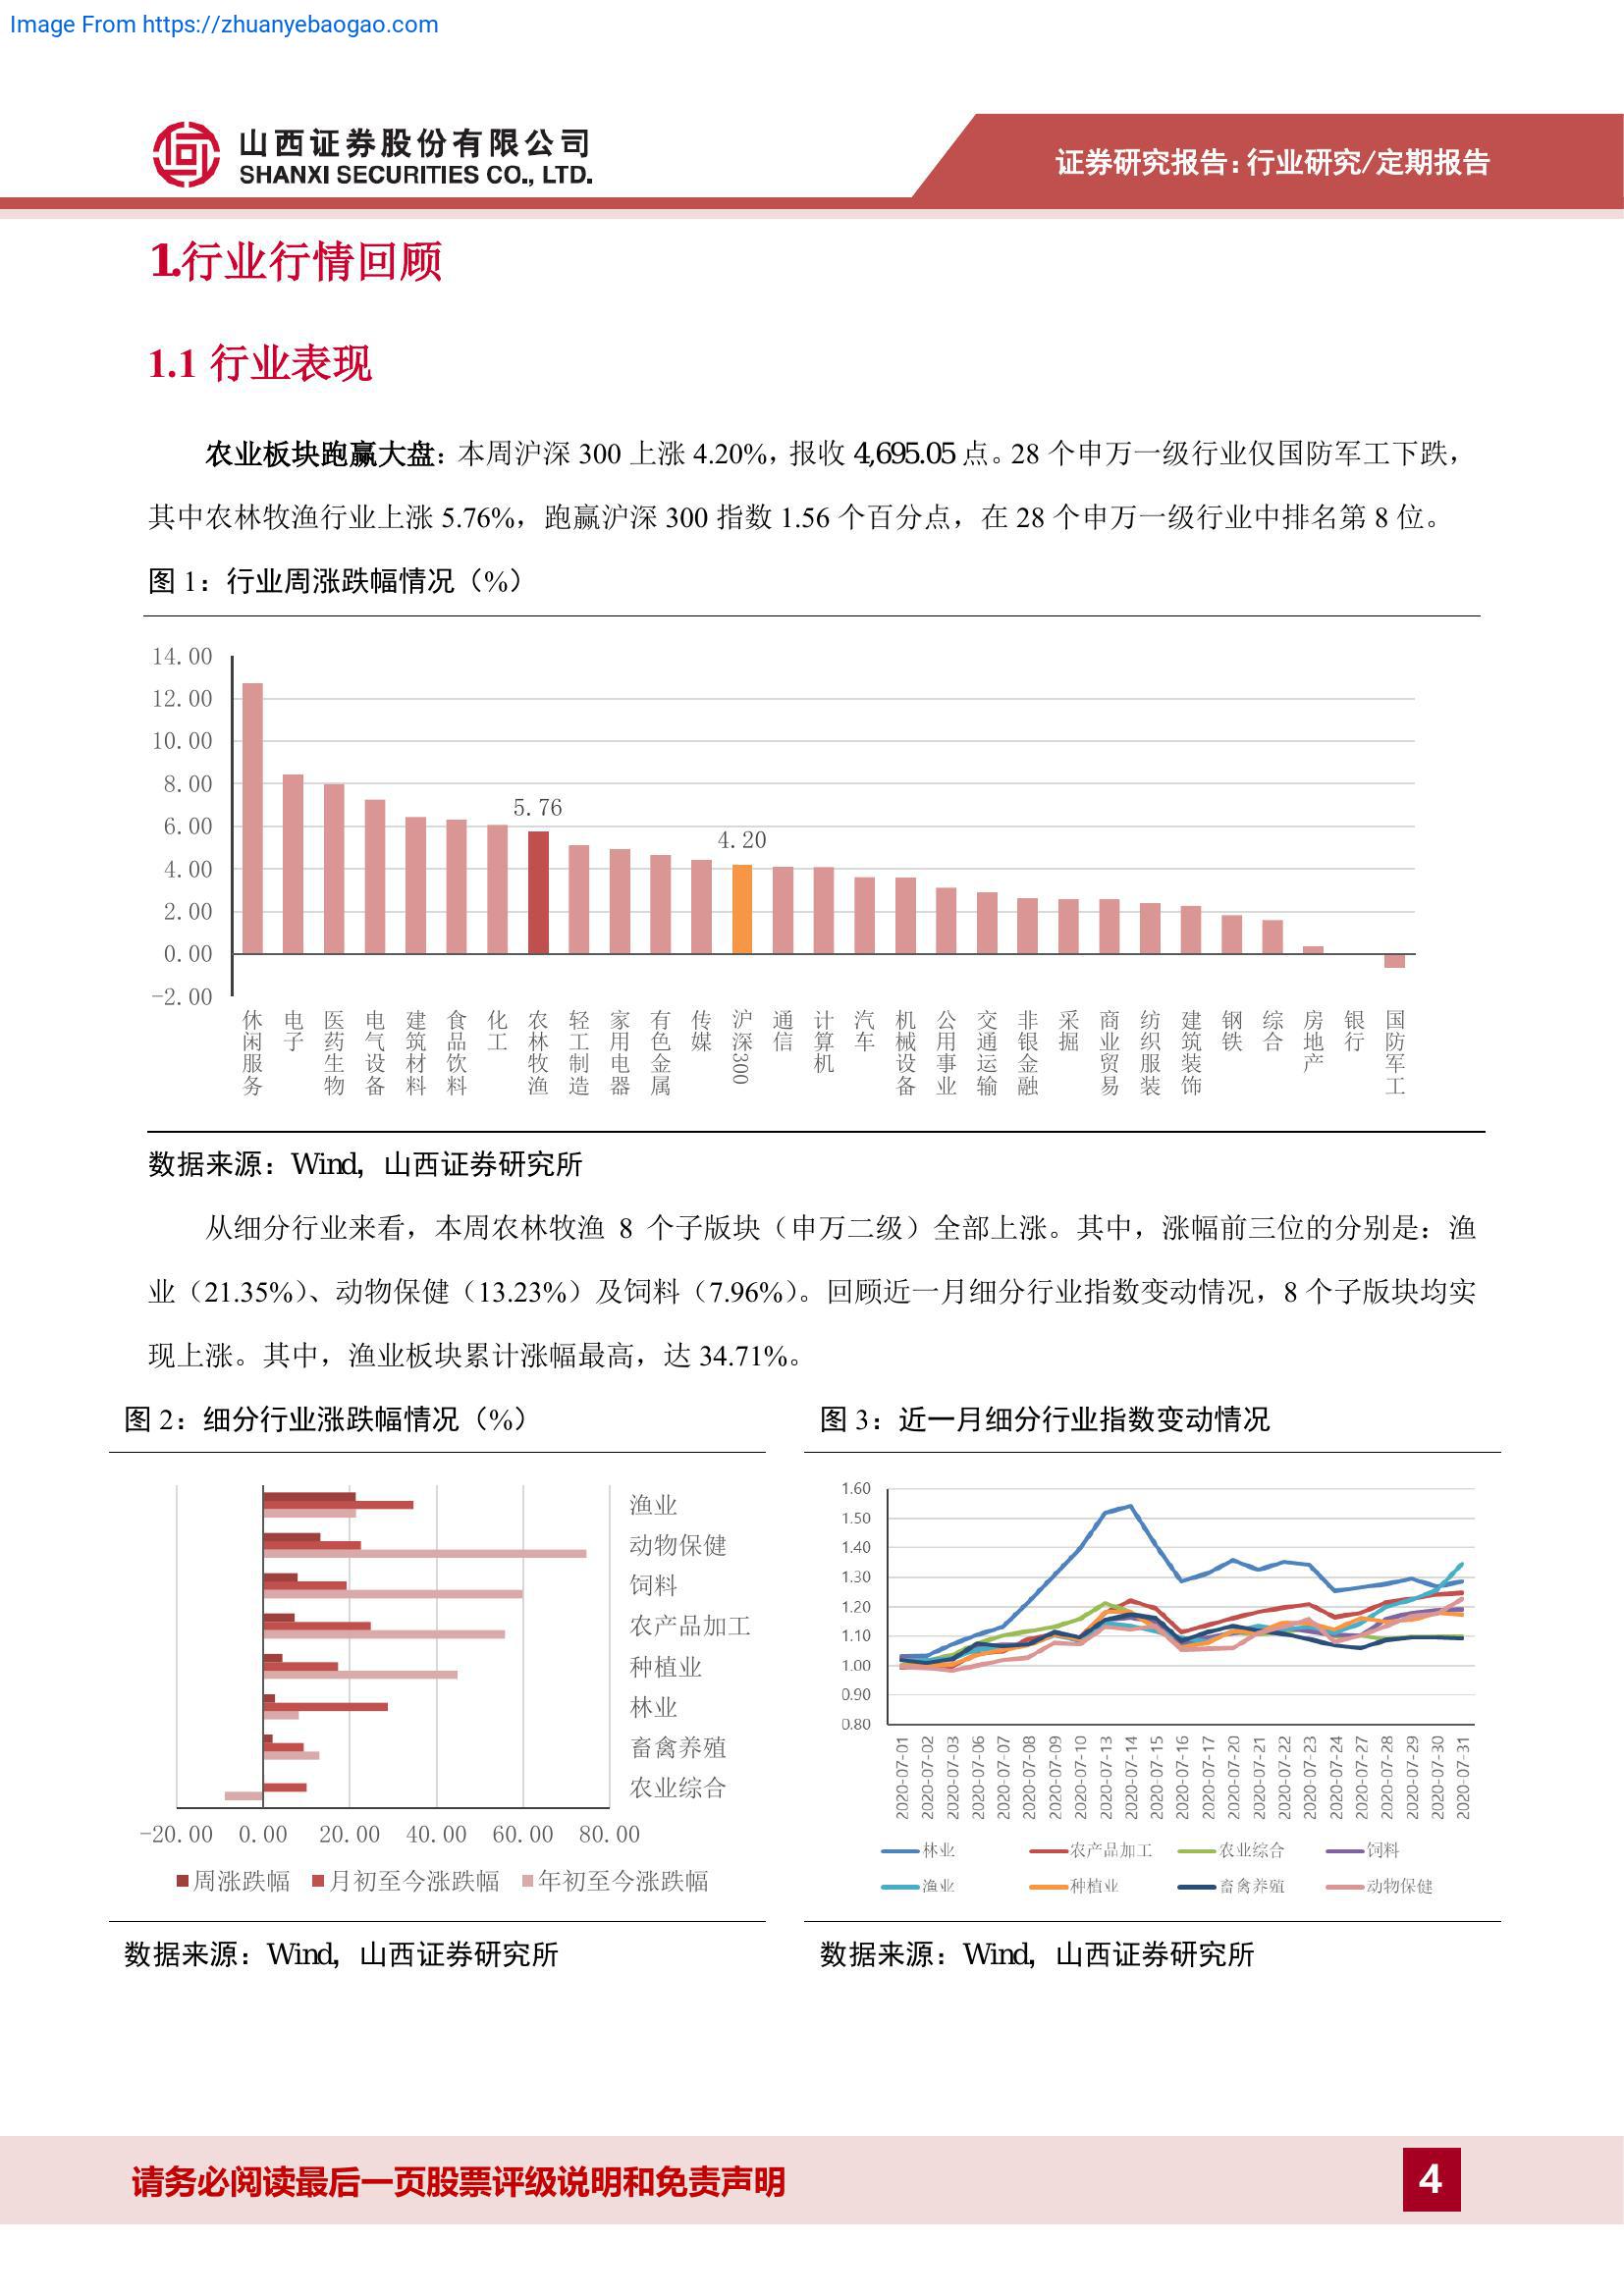 Image From https://zhuanyebaogao.com
山西证券股份有限公司
SHANXI SECURITIES CO., LTD.
证券研究报告:行业研究/定期报告
1.行业行情回顾
1.1 行业表现
农业板块跑赢大盘：本周沪深 300 上涨 4.20%，报收 4,695.05 点。28 个申万一级行业仅国防军工下跌，
其中农林牧渔行业上涨 5.76%，跑赢沪深 300 指数 1.56 个百分点，在 28 个申万一级行业中排名第 8 位。
图 1：行业周涨跌幅情况（%）
14.00
12.00
10.00
8.00
6.00
4.00
2.00
0.00
-2.00
5.76
4.20
休闲服务
电子
医药生物
电气设备
建筑材料
食品饮料
化工
农林牧渔
轻工制造
家用电器
有色金属
传媒
沪深300
通信
计算机
汽车
机械设备
公用事业
交通运输
非银金融
采掘
商业贸易
纺织服装
建筑装饰
钢铁
综合
房地产
银行
国防军工
数据来源：Wind，山西证券研究所
从细分行业来看，本周农林牧渔 8 个子版块（申万二级）全部上涨。其中，涨幅前三位的分别是：渔
业（21.35%）、动物保健（13.23%）及饲料（7.96%）。回顾近一月细分行业指数变动情况，8 个子版块均实
现上涨。其中，渔业板块累计涨幅最高，达 34.71%。
图 2：细分行业涨跌幅情况（%）
渔业
动物保健
饲料
农产品加工
种植业
林业
畜禽养殖
农业综合
-20.00 0.00 20.00 40.00 60.00 80.00
周涨跌幅 月初至今涨跌幅 年初至今涨跌幅
数据来源：Wind，山西证券研究所
图 3：近一月细分行业指数变动情况
1.60
1.50
1.40
1.30
1.20
1.10
1.00
0.90
0.80
2020-07-01
2020-07-02
2020-07-03
2020-07-06
2020-07-07
2020-07-08
2020-07-09
2020-07-10
2020-07-13
2020-07-14
2020-07-15
2020-07-16
2020-07-17
2020-07-20
2020-07-21
2020-07-22
2020-07-23
2020-07-24
2020-07-27
2020-07-28
2020-07-29
2020-07-30
2020-07-31
林业 农产品加工 农业综合 饲料
渔业 种植业 畜禽养殖 动物保健
数据来源：Wind，山西证券研究所
请务必阅读最后一页股票评级说明和免责声明
4